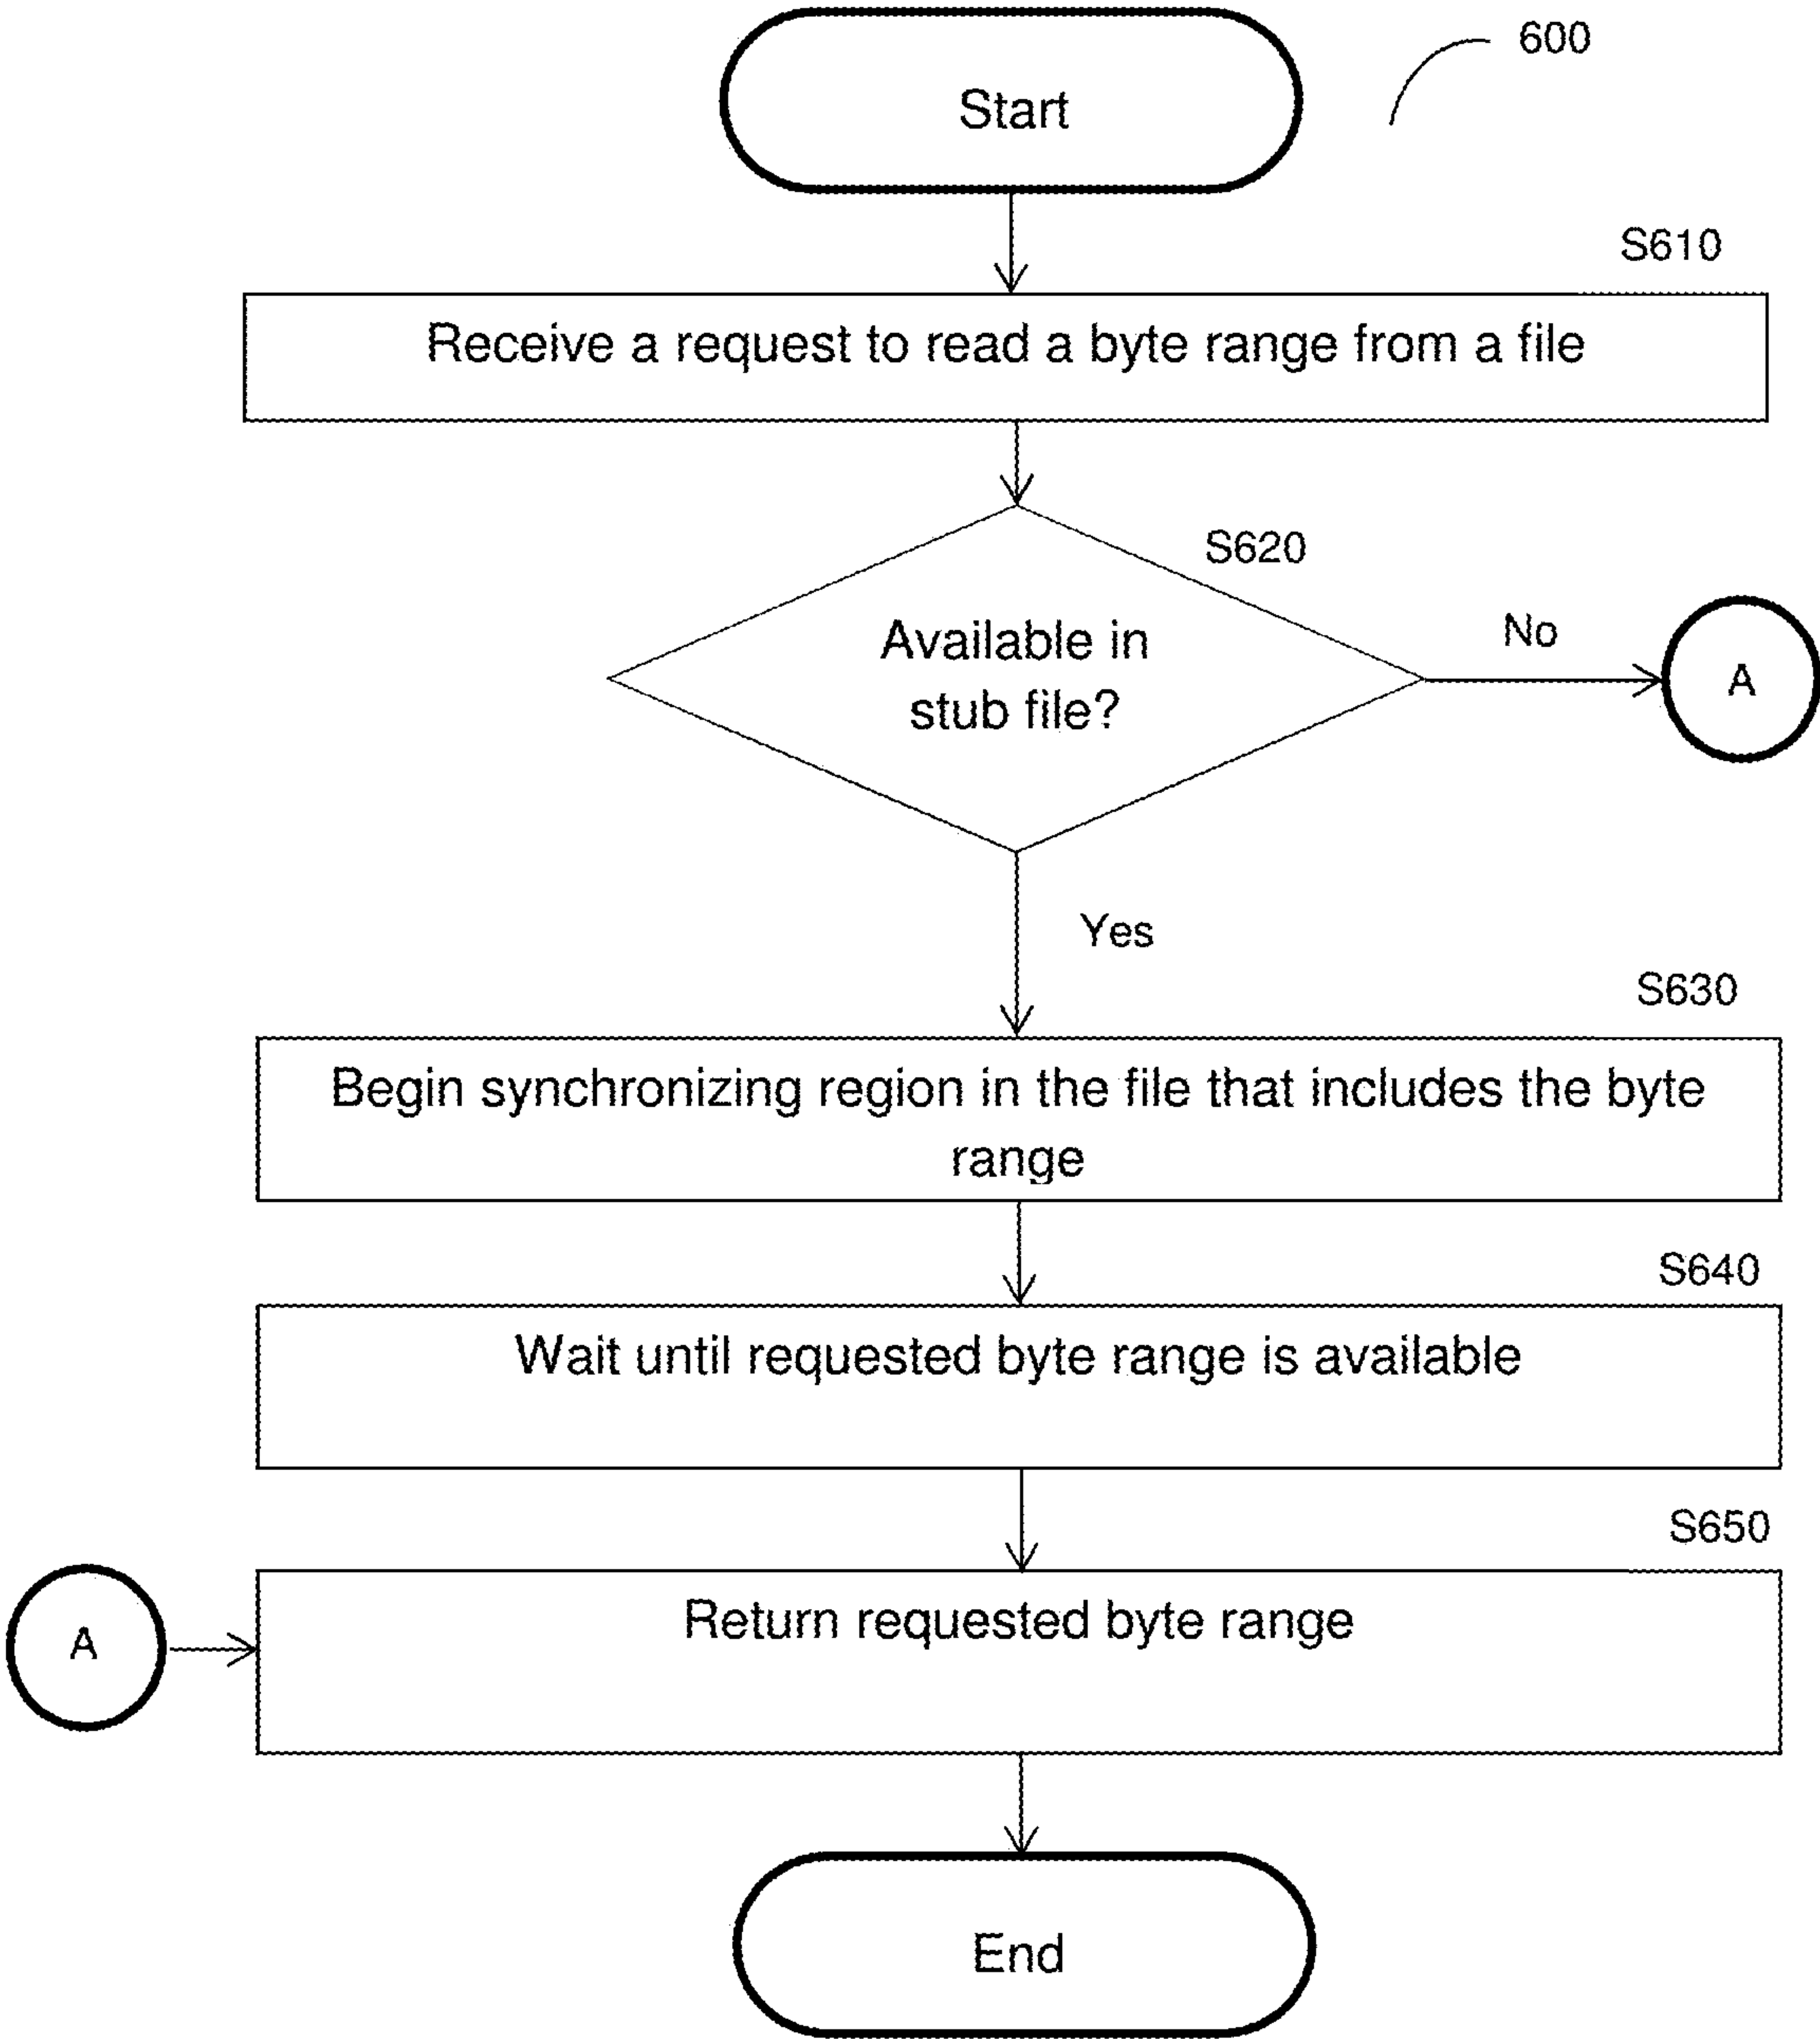 600
Start
S610
Receive a request to read a byte range from a file
S620
Available in
stub file?
No
A
Yes
S630
Begin synchronizing region in the file that includes the byte
range
S640
Wait until requested byte range is available
S650
A
Return requested byte range
End